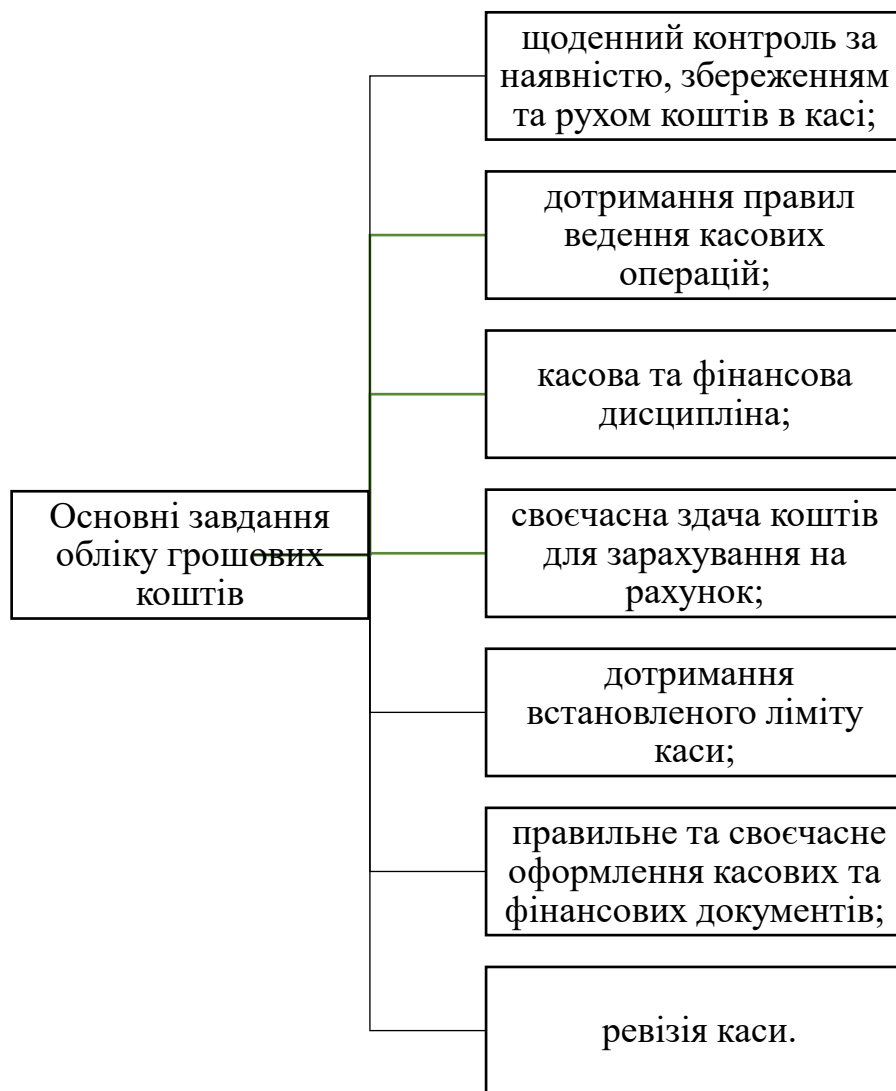 щоденний контроль за
наявністю, збереженням
та рухом коштів в касі;
дотримання правил
ведення касових
операцій;
касова та фінансова
дисципліна;
Основні завдання
обліку грошових
коштів
своєчасна здача коштів
для зарахування на
рахунок;
дотримання
встановленого ліміту
каси;
правильне та своєчасне
оформлення касових та
фінансових документів;
ревізія каси.